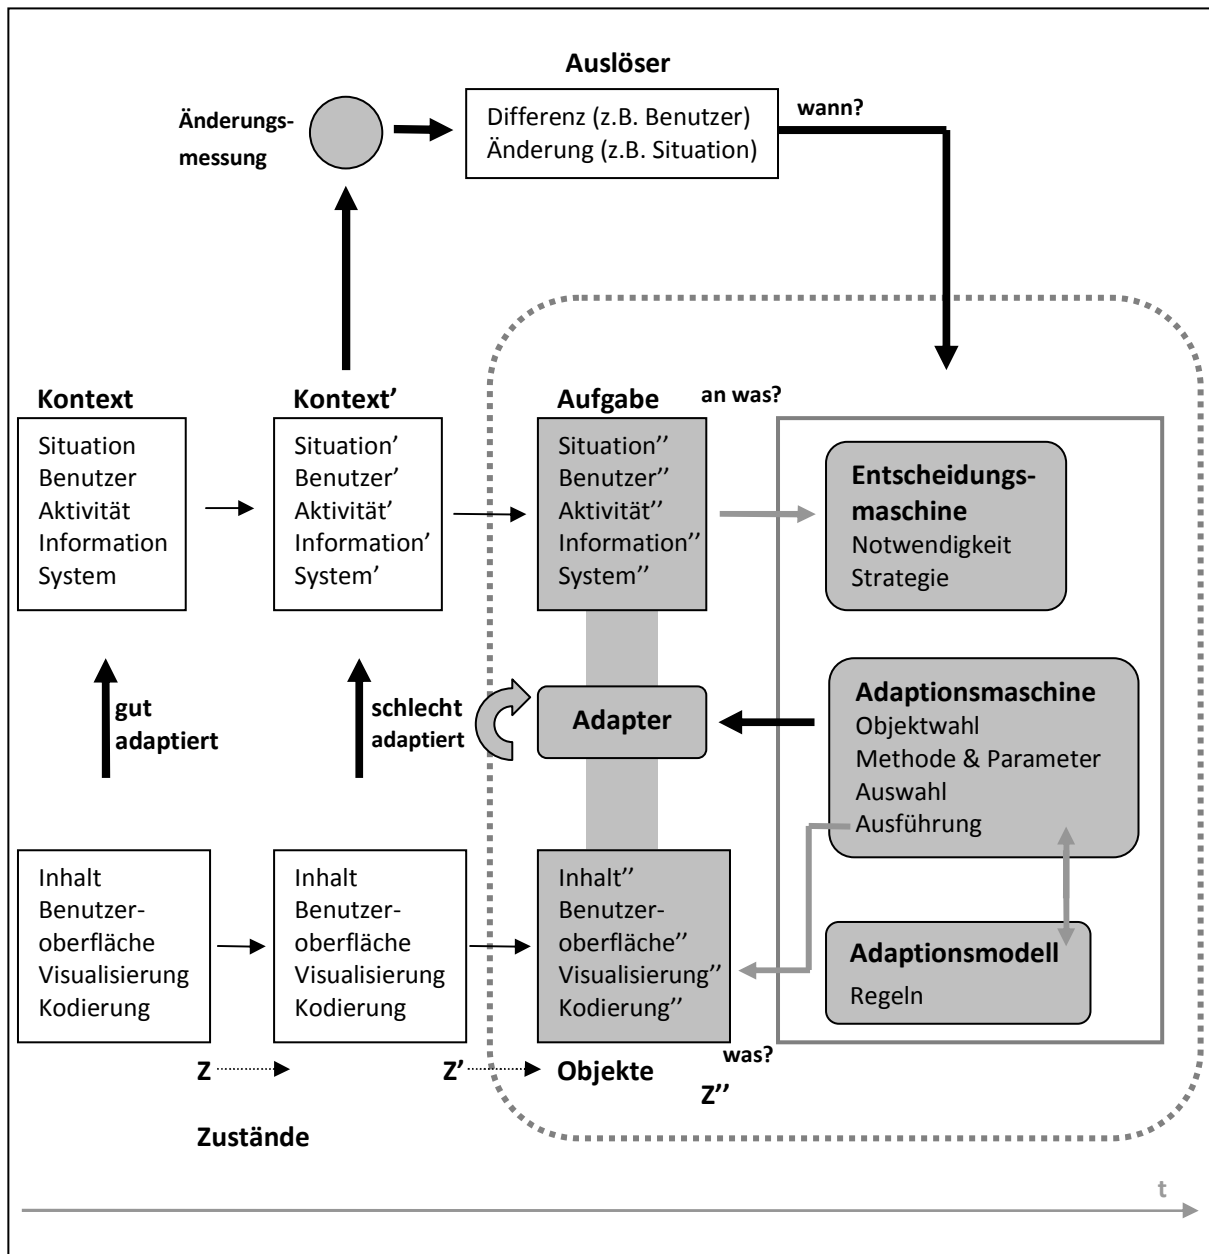 Auslöser
Änderungs-
messung
Differenz (z.B. Benutzer)
Änderung (z.B. Situation)
wann?
Kontext
Situation
Benutzer
Aktivität
Information
System
Kontext’
Situation’
Benutzer’
Aktivität’
Information’
System’
Aufgabe
an was?
Situation’’
Benutzer’’
Aktivität’’
Information’’
System’’
Entscheidungs-
maschine
Notwendigkeit
Strategie
gut
adaptiert
schlecht
adaptiert
Adapter
Adaptionsmaschine
Objektwahl
Methode & Parameter
Auswahl
Ausführung
Inhalt
Benutzer-
oberfläche
Visualisierung
Kodierung
Inhalt
Benutzer-
oberfläche
Visualisierung
Kodierung
Inhalt’’
Benutzer-
oberfläche’’
Visualisierung’’
Kodierung’’
Adaptionsmodell
Regeln
was?
Z
Z’
Objekte
Z’’
Zustände
t